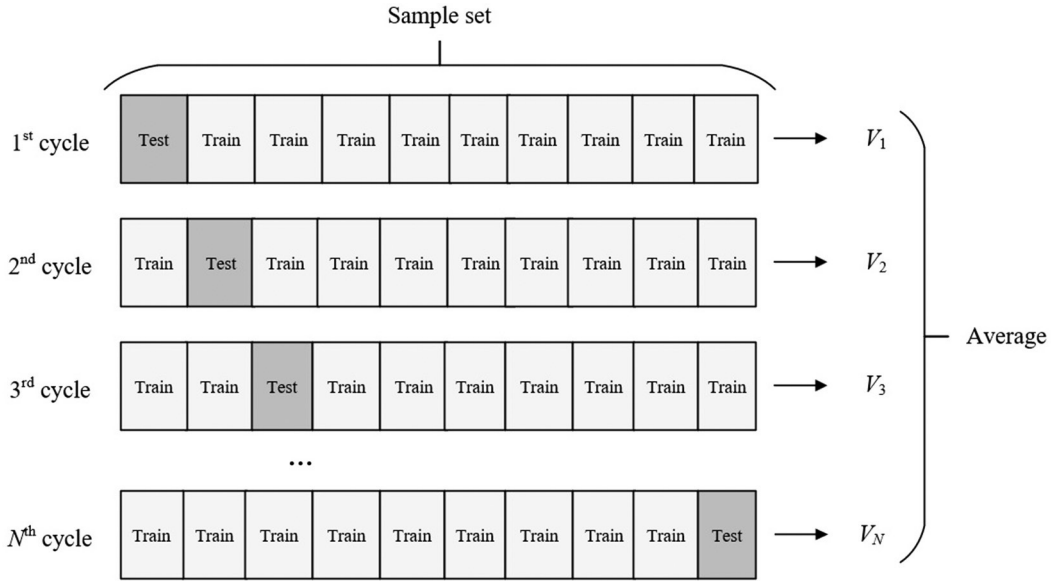 Sample set
1st cycle Test Train Train Train Train Train Train Train Train Train V1
2nd cycle Train Test Train Train Train Train Train Train Train Train V2
3rd cycle Train Train Test Train Train Train Train Train Train Train V3
Average
...
Nth cycle Train Train Train Train Train Train Train Train Train Test VN